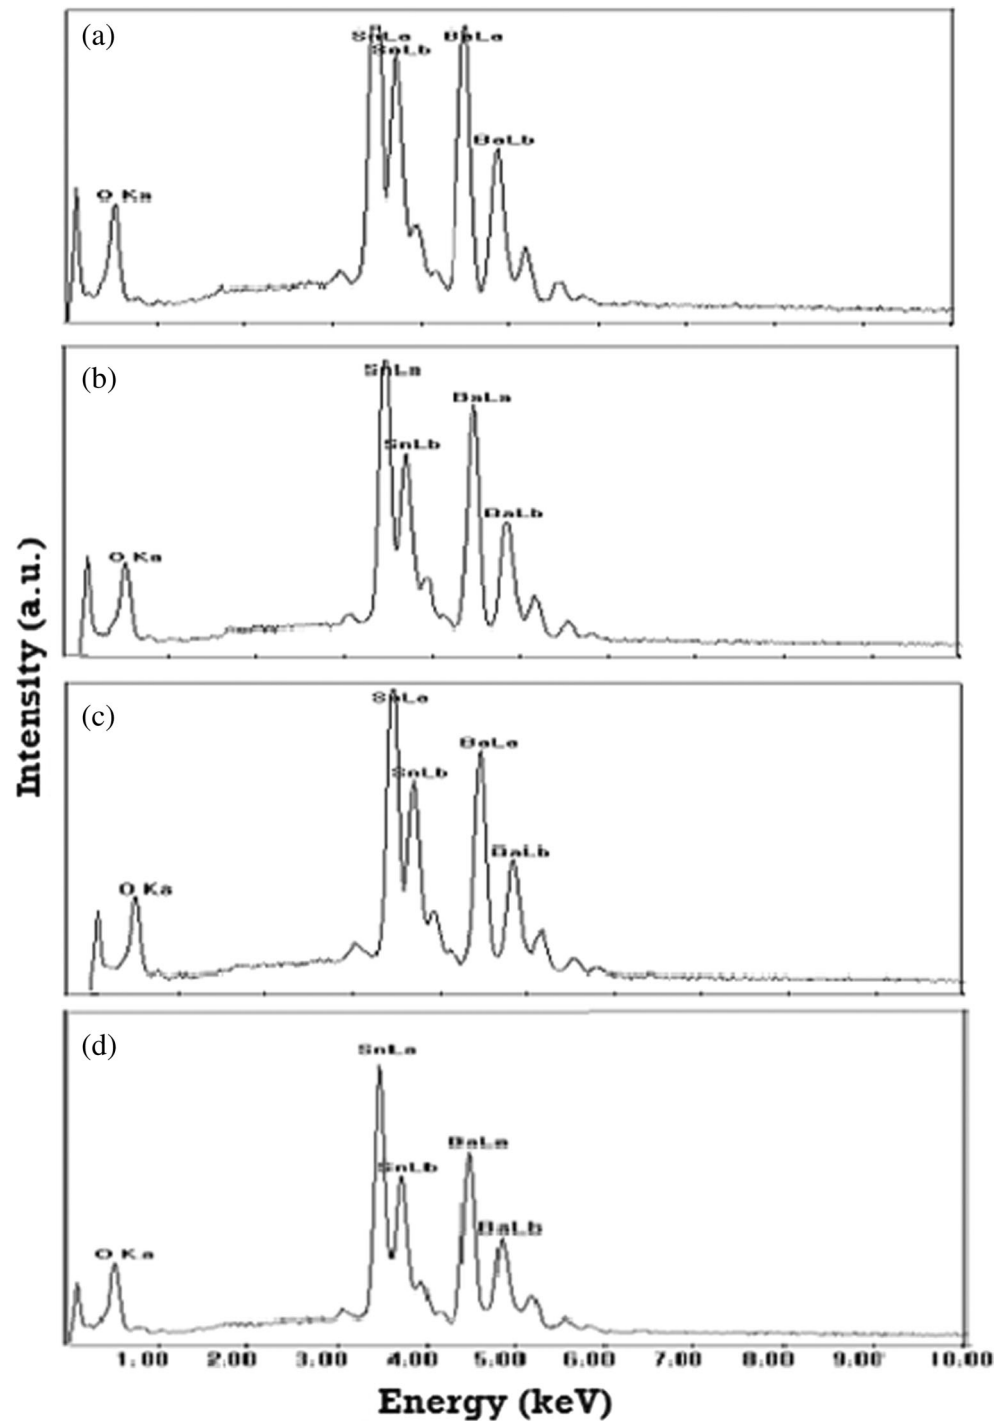 (a)
SnLa
SnLb
BaLa
BaLb
O Ka
(b)
SnLa
BaLa
SnLb
BaLb
O Ka
(c)
SnLa
BaLa
SnLb
BaLb
O Ka
(d)
SnLa
BaLa
SnLb
BaLb
O Ka
Intensity (a.u.)
1.00 2.00 3.00 4.00 5.00 6.00 7.00 8.00 9.00 10.00
Energy (keV)